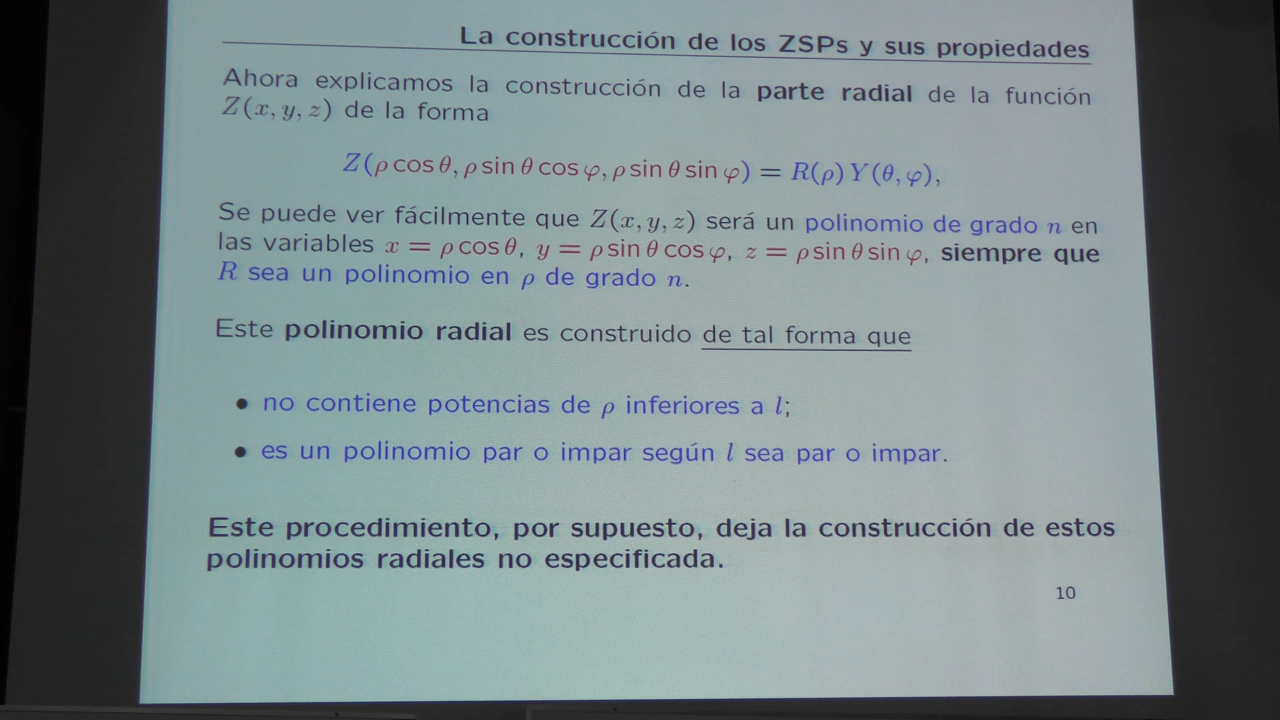 La construcción de los ZSPs y sus propiedades
Ahora explicamos la construcción de la parte radial de la función
Z(x, y, z) de la forma
Z(ρ cos θ, ρ sin θ cos φ, ρ sin θ sin φ) = R(ρ) Y(θ, φ),
Se puede ver fácilmente que Z(x, y, z) será un polinomio de grado n en
las variables x = ρ cos θ, y = ρ sin θ cos φ, z = ρ sin θ sin φ, siempre que
R sea un polinomio en ρ de grado n.
Este polinomio radial es construido de tal forma que
• no contiene potencias de ρ inferiores a l;
• es un polinomio par o impar según l sea par o impar.
Este procedimiento, por supuesto, deja la construcción de estos
polinomios radiales no especificada.
10